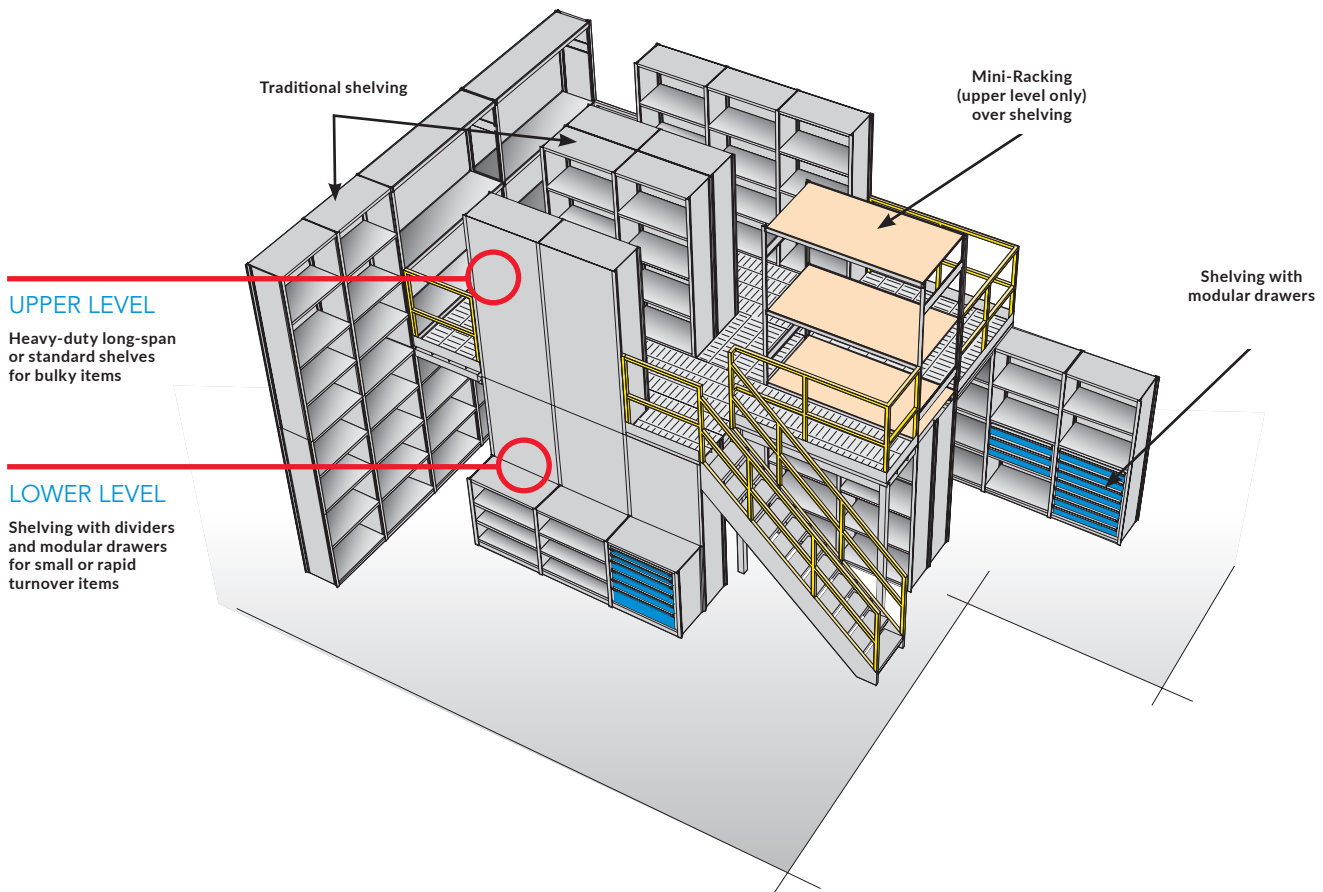 Traditional shelving
Mini-Racking
(upper level only)
over shelving
Shelving with
modular drawers
UPPER LEVEL
Heavy-duty long-span
or standard shelves
for bulky items
LOWER LEVEL
Shelving with dividers
and modular drawers
for small or rapid
turnover items